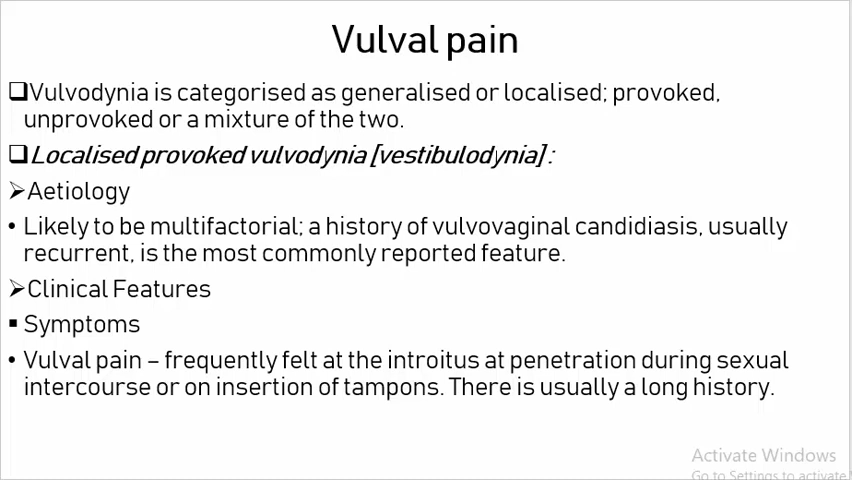 Vulval pain
❑Vulvodynia is categorised as generalised or localised; provoked,
unprovoked or a mixture of the two.
❑Localised provoked vulvodynia [vestibulodynia] :
➢Aetiology
• Likely to be multifactorial; a history of vulvovaginal candidiasis, usually
recurrent, is the most commonly reported feature.
➢Clinical Features
▪ Symptoms
• Vulval pain – frequently felt at the introitus at penetration during sexual
intercourse or on insertion of tampons. There is usually a long history.
Activate Windows
Go to Settings to activate